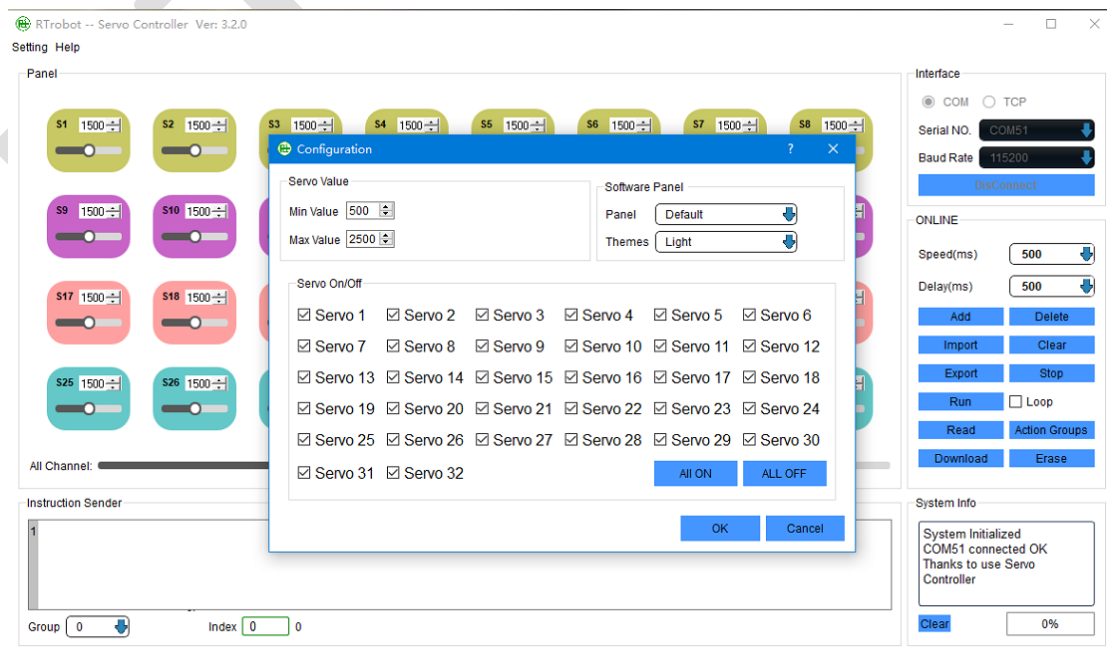 RTrobot -- Servo Controller Ver: 3.2.0
Setting Help
Panel
S1 1500
S2 1500
S3 1500
S4 1500
S5 1500
S6 1500
S7 1500
S8 1500
S9 1500
S10 1500
S17 1500
S18 1500
S25 1500
S26 1500
All Channel:
Configuration
?
Servo Value
Min Value 500
Max Value 2500
Software Panel
Panel Default
Themes Light
Servo On/Off
Servo 1 Servo 2 Servo 3 Servo 4 Servo 5 Servo 6
Servo 7 Servo 8 Servo 9 Servo 10 Servo 11 Servo 12
Servo 13 Servo 14 Servo 15 Servo 16 Servo 17 Servo 18
Servo 19 Servo 20 Servo 21 Servo 22 Servo 23 Servo 24
Servo 25 Servo 26 Servo 27 Servo 28 Servo 29 Servo 30
Servo 31 Servo 32
All ON ALL OFF
OK Cancel
Interface
COM TCP
Serial NO. COM51
Baud Rate 115200
DisConnect
ONLINE
Speed(ms) 500
Delay(ms) 500
Add Delete
Import Clear
Export Stop
Run Loop
Read Action Groups
Download Erase
Instruction Sender
1
Group 0 Index 0 0
System Info
System Initialized
COM51 connected OK
Thanks to use Servo
Controller
Clear 0%